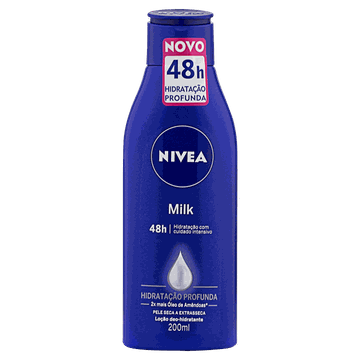 NOVO
48h
HIDRATAÇÃO
PROFUNDA
NIVEA
Milk
48h | Hidratação com
cuidado intensivo
HIDRATAÇÃO PROFUNDA
2x mais Óleo de Amêndoas*
PELE SECA A EXTRASSECA
Loção deo-hidratante
200ml